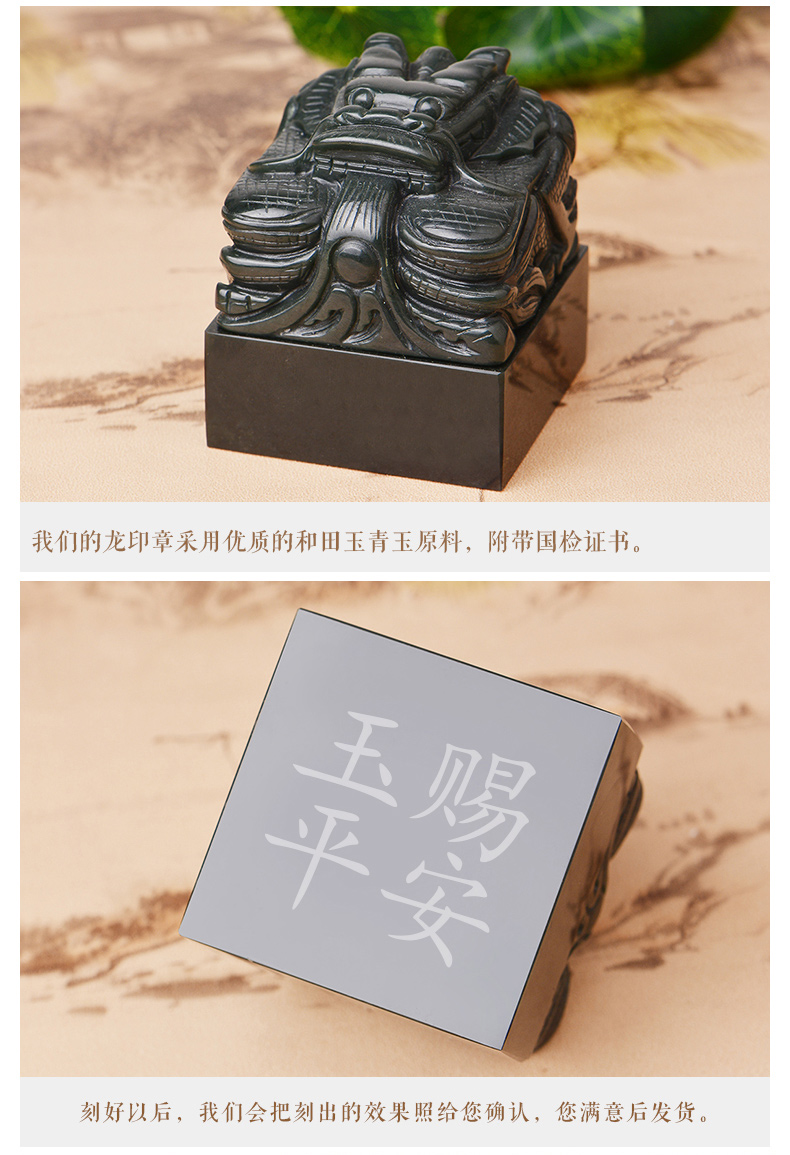 我们的龙印章采用优质的和田玉青玉原料，附带国检证书。
玉赐
平安
刻好以后，我们会把刻出的效果照给您确认，您满意后发货。